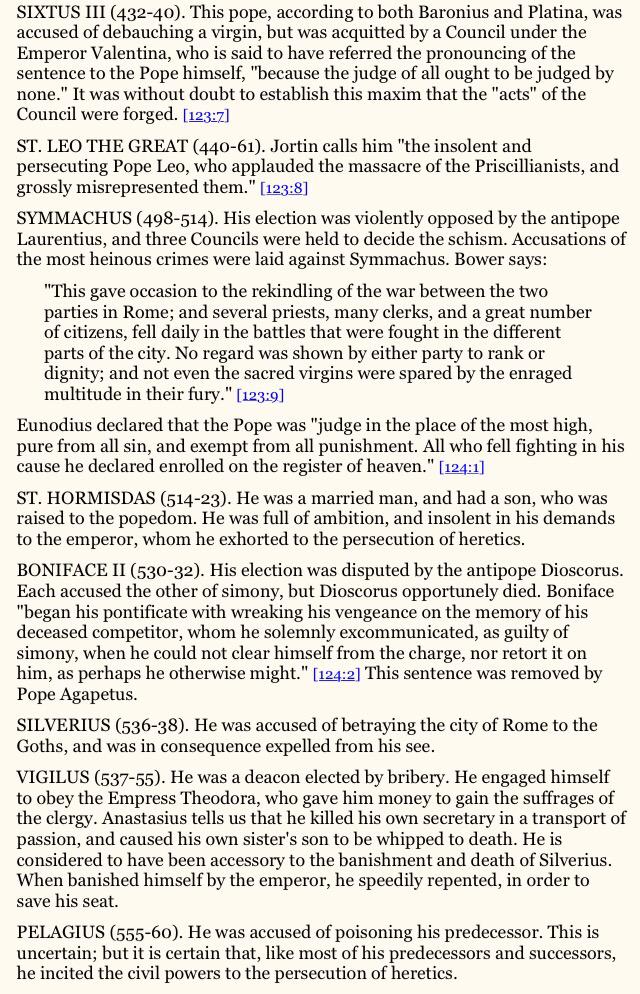 SIXTUS III (432-40). This pope, according to both Baronius and Platina, was
accused of debauching a virgin, but was acquitted by a Council under the
Emperor Valentina, who is said to have referred the pronouncing of the
sentence to the Pope himself, "because the judge of all ought to be judged by
none." It was without doubt to establish this maxim that the "acts" of the
Council were forged. [123:7]
ST. LEO THE GREAT (440-61). Jortin calls him "the insolent and
persecuting Pope Leo, who applauded the massacre of the Priscillianists, and
grossly misrepresented them." [123:8]
SYMMACHUS (498-514). His election was violently opposed by the antipope
Laurentius, and three Councils were held to decide the schism. Accusations of
the most heinous crimes were laid against Symmachus. Bower says:
"This gave occasion to the rekindling of the war between the two
parties in Rome; and several priests, many clerks, and a great number
of citizens, fell daily in the battles that were fought in the different
parts of the city. No regard was shown by either party to rank or
dignity; and not even the sacred virgins were spared by the enraged
multitude in their fury." [123:9]
Eunodius declared that the Pope was "judge in the place of the most high,
pure from all sin, and exempt from all punishment. All who fell fighting in his
cause he declared enrolled on the register of heaven." [124:1]
ST. HORMISDAS (514-23). He was a married man, and had a son, who was
raised to the popedom. He was full of ambition, and insolent in his demands
to the emperor, whom he exhorted to the persecution of heretics.
BONIFACE II (530-32). His election was disputed by the antipope Dioscorus.
Each accused the other of simony, but Dioscorus opportunely died. Boniface
"began his pontificate with wreaking his vengeance on the memory of his
deceased competitor, whom he solemnly excommunicated, as guilty of
simony, when he could not clear himself from the charge, nor retort it on
him, as perhaps he otherwise might." [124:2] This sentence was removed by
Pope Agapetus.
SILVERIUS (536-38). He was accused of betraying the city of Rome to the
Goths, and was in consequence expelled from his see.
VIGILUS (537-55). He was a deacon elected by bribery. He engaged himself
to obey the Empress Theodora, who gave him money to gain the suffrages of
the clergy. Anastasius tells us that he killed his own secretary in a transport of
passion, and caused his own sister's son to be whipped to death. He is
considered to have been accessory to the banishment and death of Silverius.
When banished himself by the emperor, he speedily repented, in order to
save his seat.
PELAGIUS (555-60). He was accused of poisoning his predecessor. This is
uncertain; but it is certain that, like most of his predecessors and successors,
he incited the civil powers to the persecution of heretics.